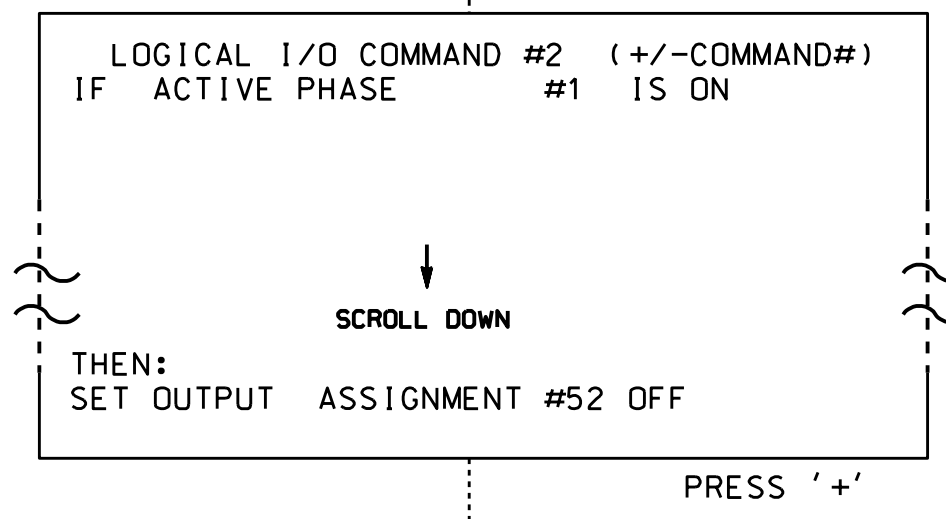 LOGICAL I/O COMMAND #2 (+/-COMMAND#)
IF ACTIVE PHASE #1 IS ON
SCROLL DOWN
THEN:
SET OUTPUT ASSIGNMENT #52 OFF
PRESS '+'